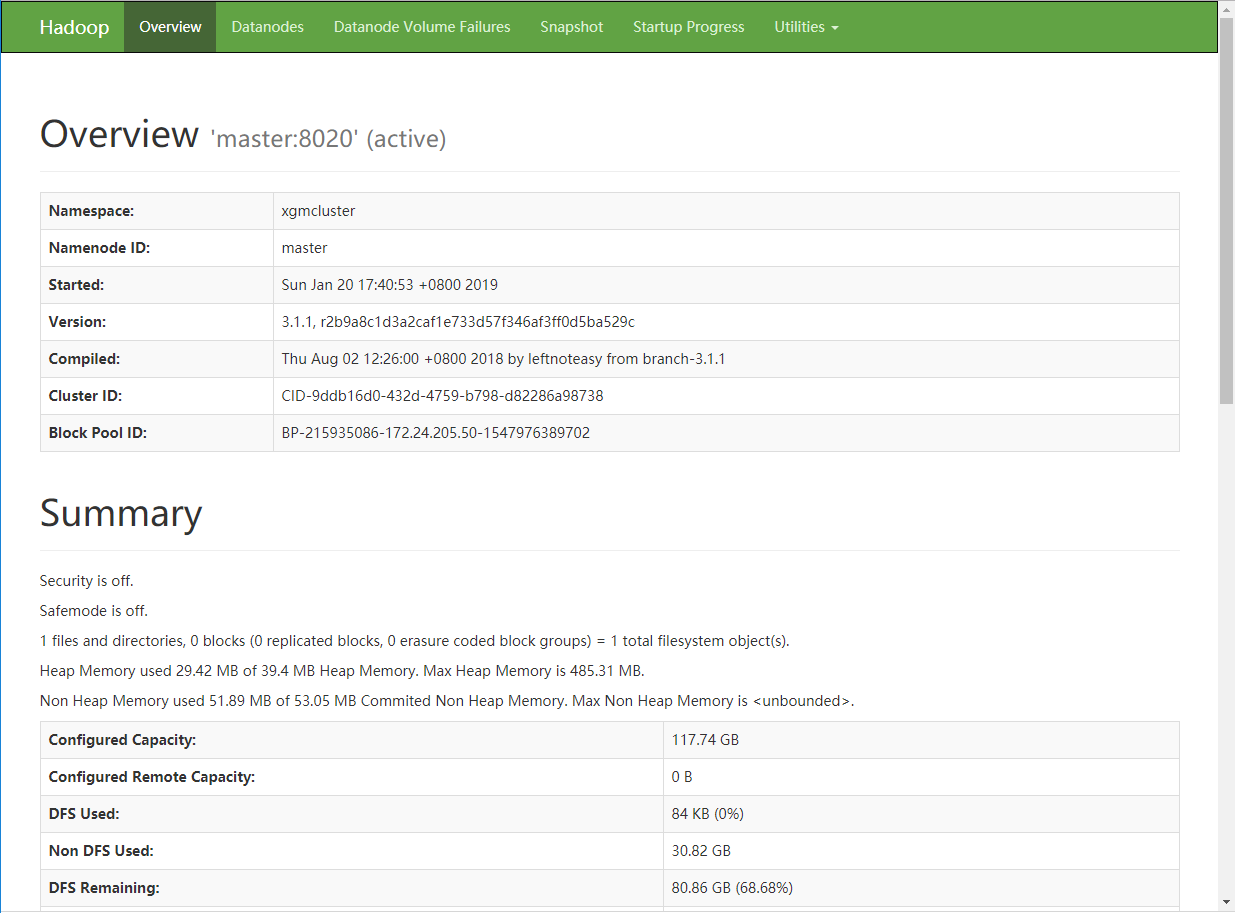 Hadoop Overview Datanodes Datanode Volume Failures Snapshot Startup Progress Utilities
Overview 'master:8020' (active)
Namespace: xgmcluster
Namenode ID: master
Started: Sun Jan 20 17:40:53 +0800 2019
Version: 3.1.1, r2b9a8c1d3a2caf1e733d57f346af3ff0d5ba529c
Compiled: Thu Aug 02 12:26:00 +0800 2018 by leftnoteasy from branch-3.1.1
Cluster ID: CID-9ddb16d0-432d-4759-b798-d82286a98738
Block Pool ID: BP-215935086-172.24.205.50-1547976389702
Summary
Security is off.
Safemode is off.
1 files and directories, 0 blocks (0 replicated blocks, 0 erasure coded block groups) = 1 total filesystem object(s).
Heap Memory used 29.42 MB of 39.4 MB Heap Memory. Max Heap Memory is 485.31 MB.
Non Heap Memory used 51.89 MB of 53.05 MB Commited Non Heap Memory. Max Non Heap Memory is <unbounded>.
Configured Capacity: 117.74 GB
Configured Remote Capacity: 0 B
DFS Used: 84 KB (0%)
Non DFS Used: 30.82 GB
DFS Remaining: 80.86 GB (68.68%)